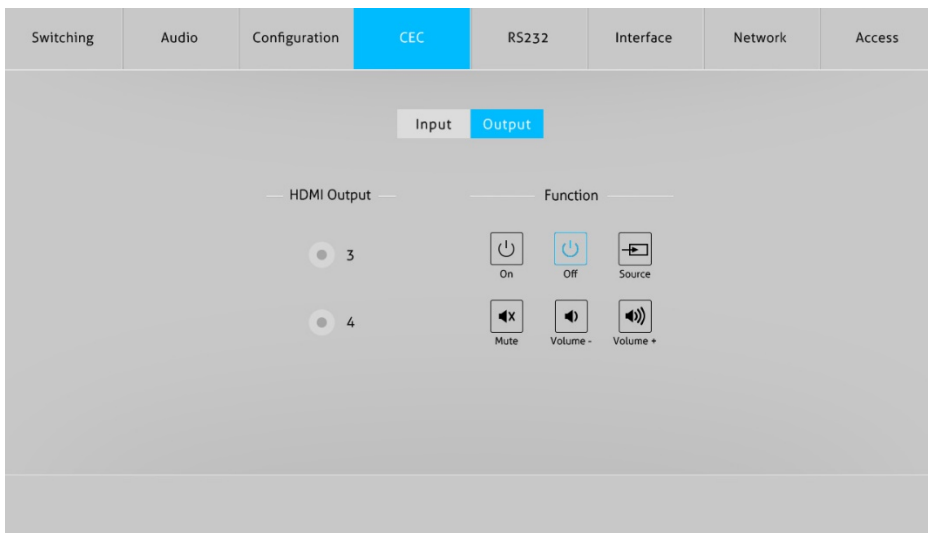 Switching Audio Configuration CEC RS232 Interface Network Access
Input Output
HDMI Output
Function
3
4
On Off Source
Mute Volume - Volume +